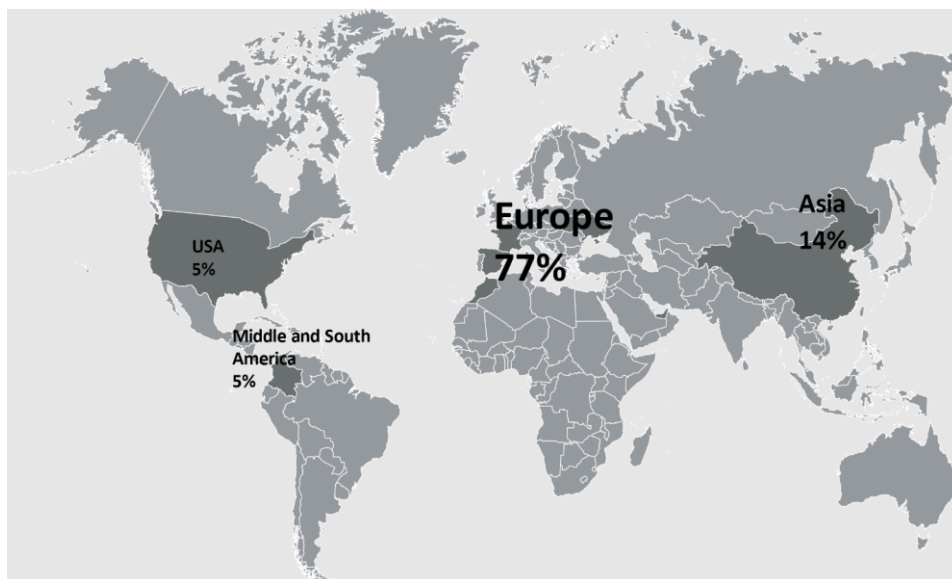 Europe
77%
Asia
14%
USA
5%
Middle and South
America
5%